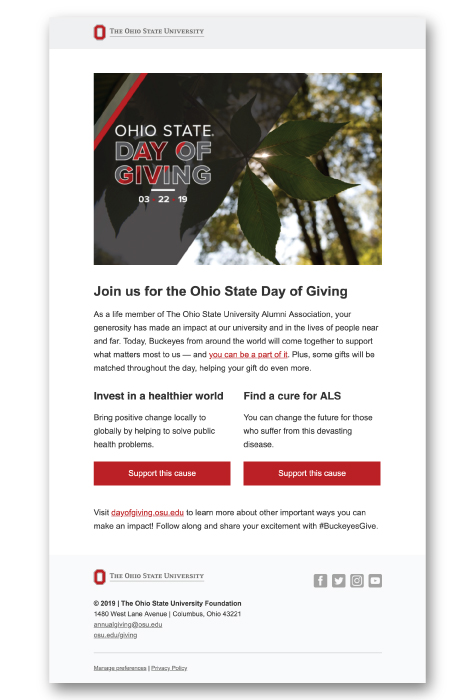 THE OHIO STATE UNIVERSITY
OHIO STATE.
DAY OF
GIVING
03 22 19
Join us for the Ohio State Day of Giving
As a life member of The Ohio State University Alumni Association, your
generosity has made an impact at our university and in the lives of people near
and far. Today, Buckeyes from around the world will come together to support
what matters most to us — and you can be a part of it. Plus, some gifts will be
matched throughout the day, helping your gift do even more.
Invest in a healthier world
Bring positive change locally to
globally by helping to solve public
health problems.
Support this cause
Find a cure for ALS
You can change the future for those
who suffer from this devasting
disease.
Support this cause
Visit dayofgiving.osu.edu to learn more about other important ways you can
make an impact! Follow along and share your excitement with #BuckeyesGive.
THE OHIO STATE UNIVERSITY
© 2019 | The Ohio State University Foundation
1480 West Lane Avenue | Columbus, Ohio 43221
annualgiving@osu.edu
osu.edu/giving
Manage preferences | Privacy Policy